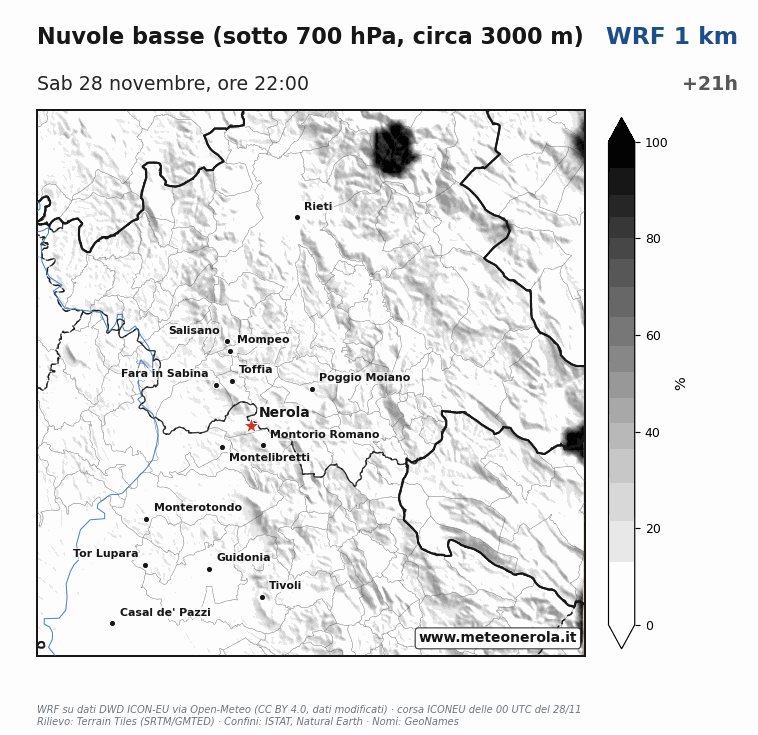 Nuvole basse (sotto 700 hPa, circa 3000 m) WRF 1 km
Sab 28 novembre, ore 22:00 +21h
100
80
60
40
20
0
%
Rieti
Salisano
Mompeo
Fara in Sabina
Toffia
Poggio Moiano
Nerola
Montorio Romano
Montelibretti
Monterotondo
Tor Lupara
Guidonia
Tivoli
Casal de' Pazzi
www.meteonerola.it
WRF su dati DWD ICON-EU via Open-Meteo (CC BY 4.0, dati modificati) · corsa ICONEU delle 00 UTC del 28/11
Rilievo: Terrain Tiles (SRTM/GMTED) · Confini: ISTAT, Natural Earth · Nomi: GeoNames